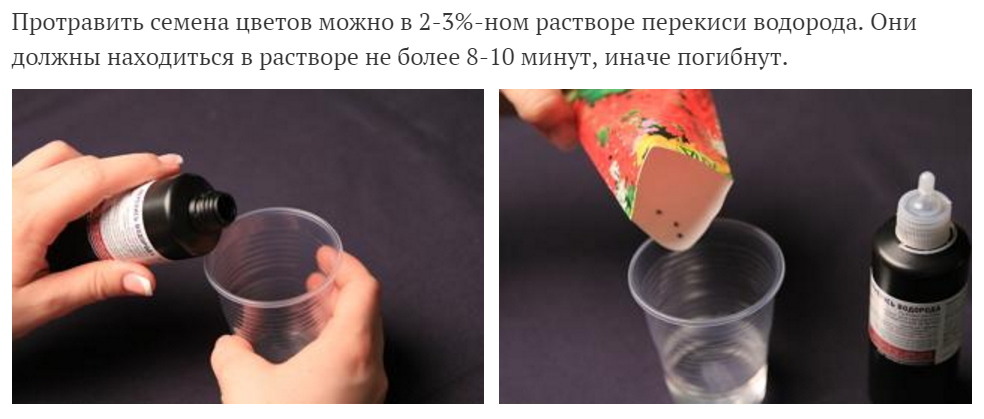 Протравить семена цветов можно в 2-3%-ном растворе перекиси водорода. Они
должны находиться в растворе не более 8-10 минут, иначе погибнут.
ВОДОРОДА